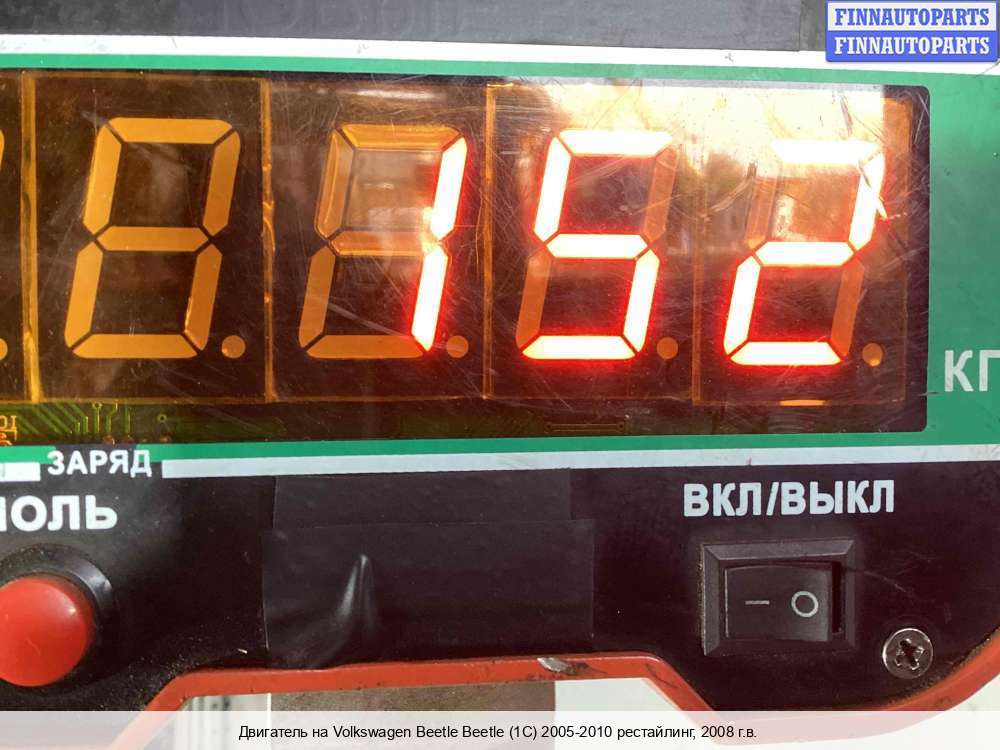 FINNAUTOPARTS
FINNAUTOPARTS
152
КГ
ЗАРЯД
НОЛЬ
ВКЛ/ВЫКЛ
Двигатель на Volkswagen Beetle Beetle (1C) 2005-2010 рестайлинг, 2008 г.в.